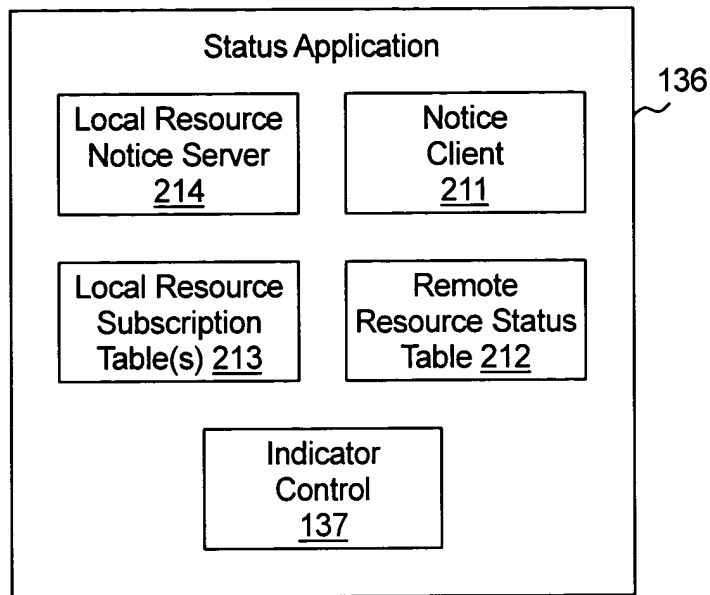 Status Application
136
Local Resource
Notice Server
214
Notice
Client
211
Local Resource
Subscription
Table(s) 213
Remote
Resource Status
Table 212
Indicator
Control
137